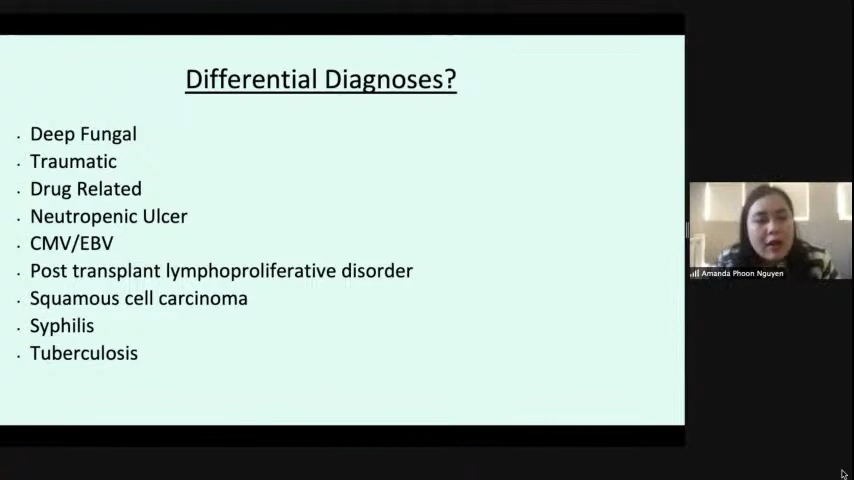 Differential Diagnoses?
· Deep Fungal
· Traumatic
· Drug Related
· Neutropenic Ulcer
· CMV/EBV
· Post transplant lymphoproliferative disorder
· Squamous cell carcinoma
· Syphilis
· Tuberculosis
Amanda Phoon Nguyen